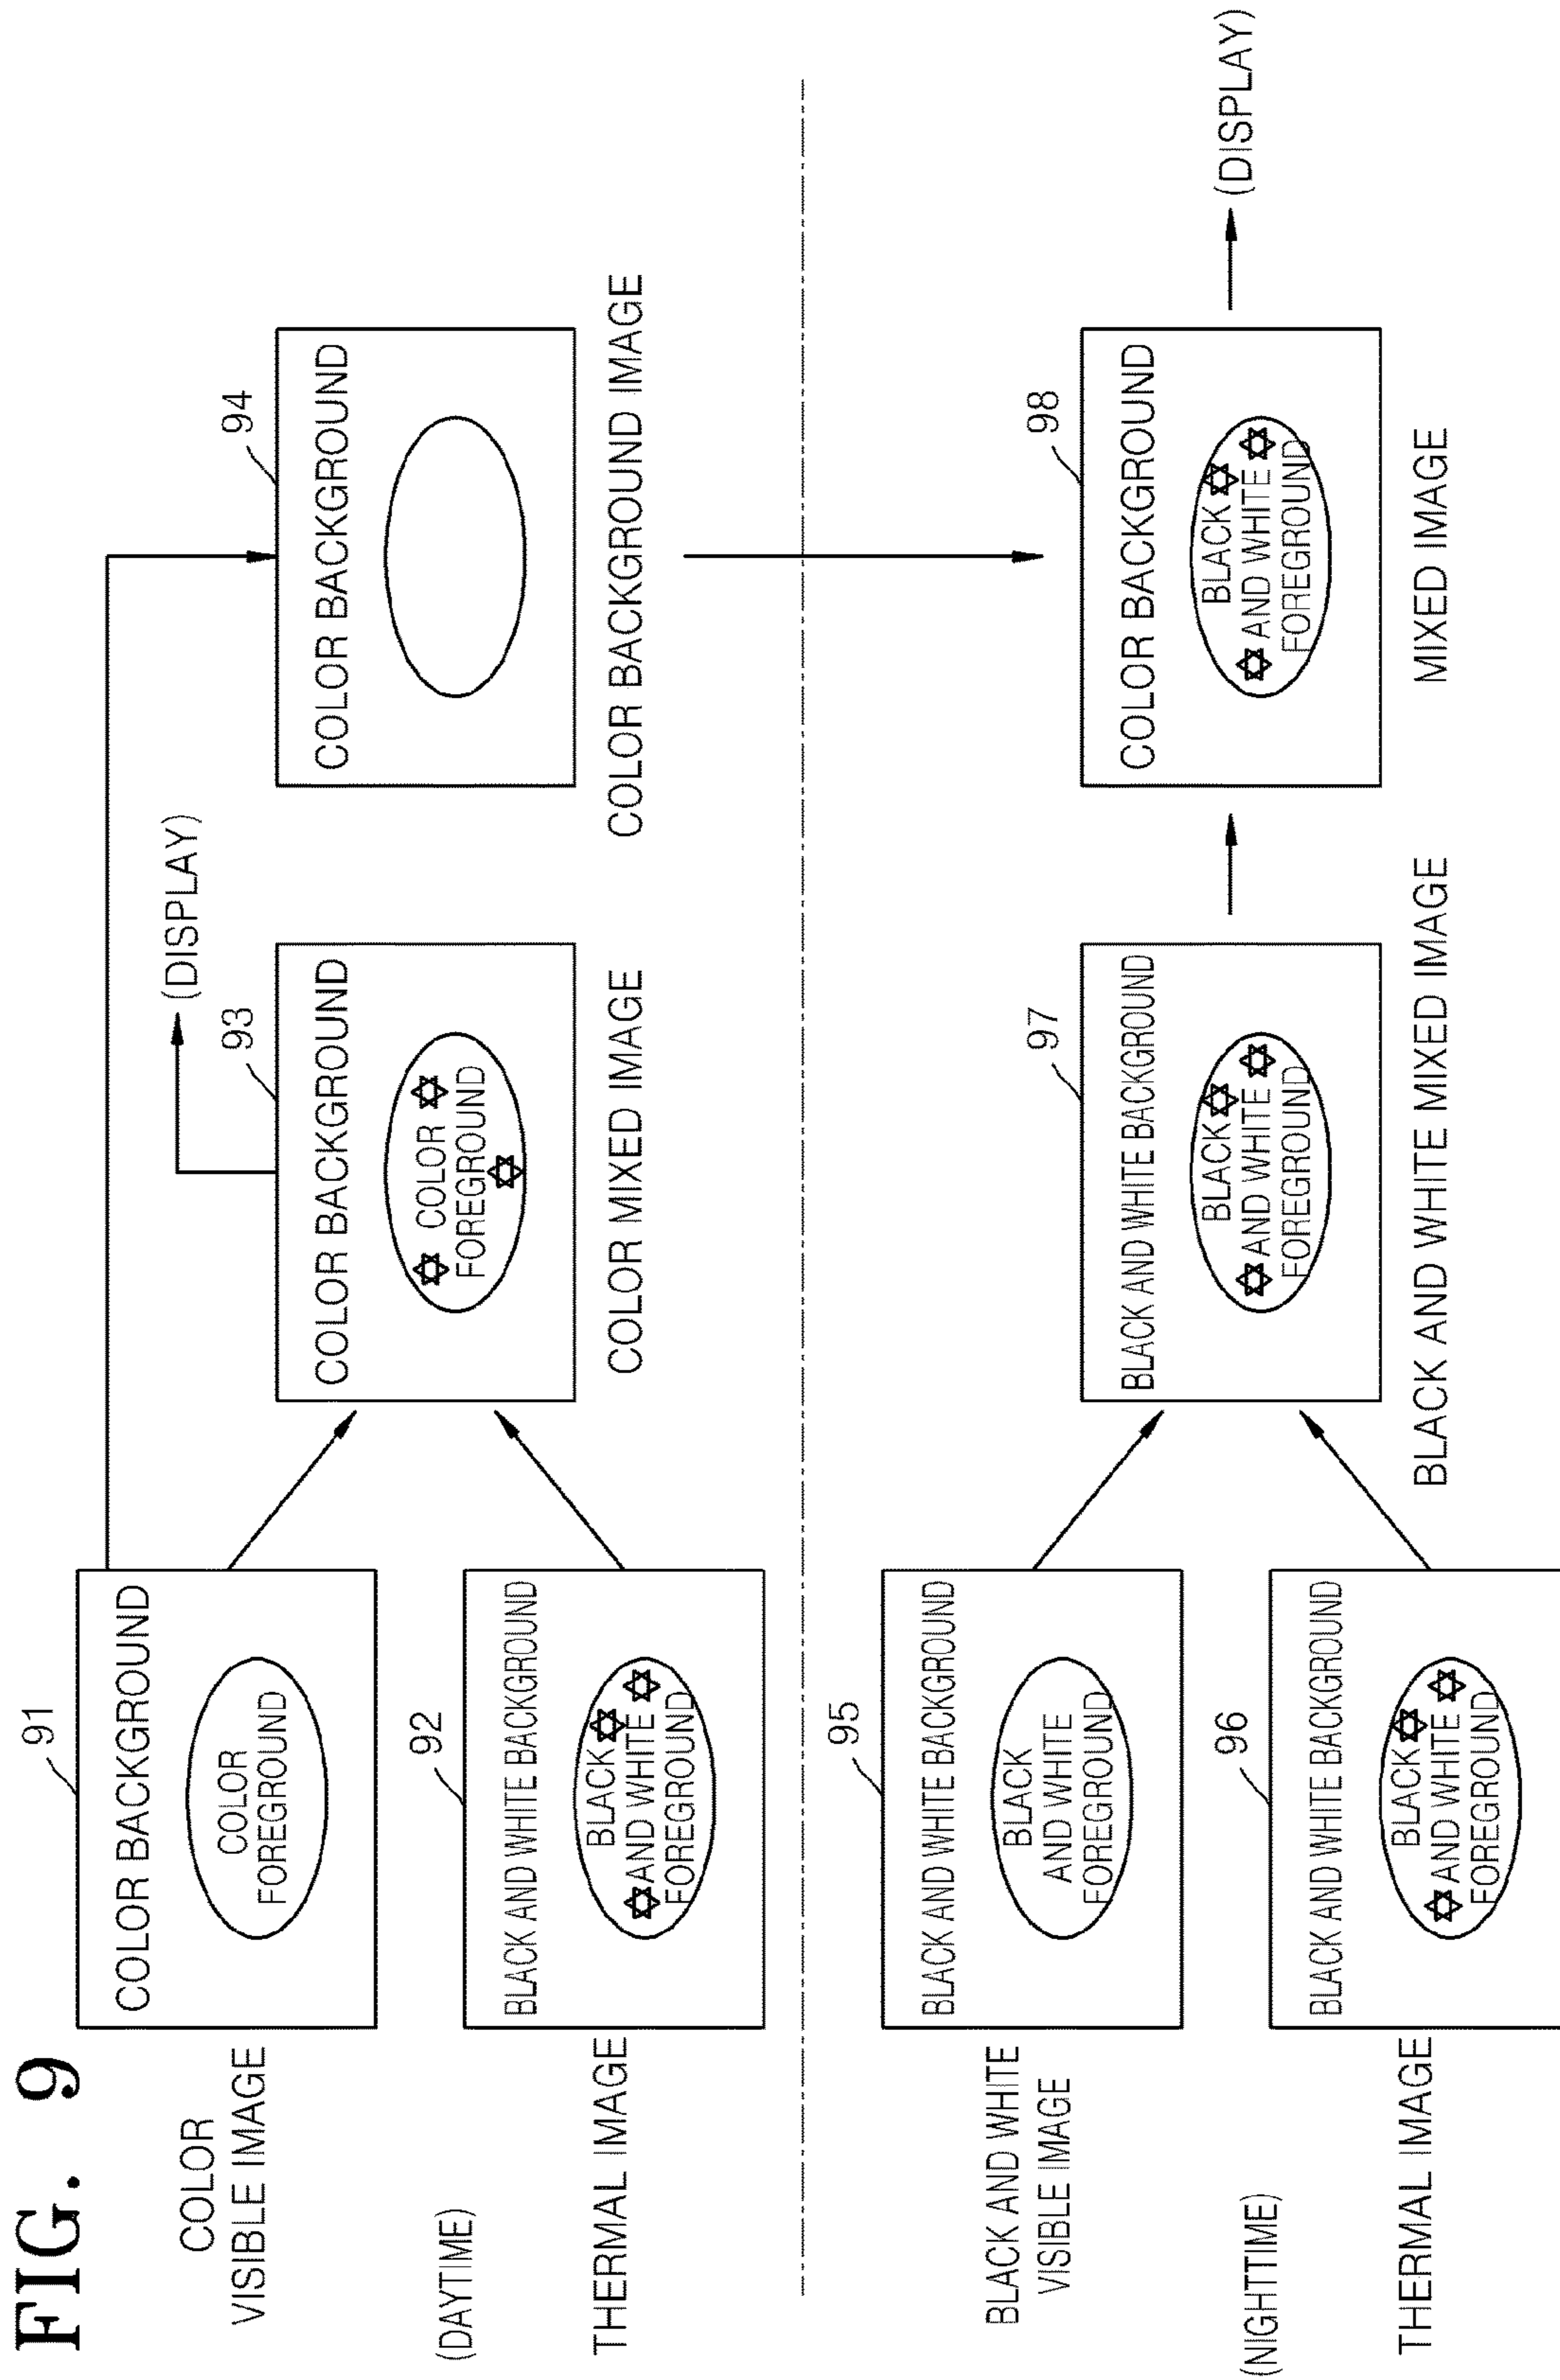 FIG. 9
91
COLOR BACKGROUND
COLOR
FOREGROUND
COLOR
VISIBLE IMAGE
(DAYTIME)
92
BLACK AND WHITE BACKGROUND
BLACK
AND WHITE
FOREGROUND
THERMAL IMAGE
(DISPLAY)
93
COLOR BACKGROUND
COLOR
FOREGROUND
COLOR MIXED IMAGE
94
COLOR BACKGROUND
COLOR BACKGROUND IMAGE
95
BLACK AND WHITE BACKGROUND
BLACK
AND WHITE
FOREGROUND
BLACK AND WHITE
VISIBLE IMAGE
(NIGHTTIME)
96
BLACK AND WHITE BACKGROUND
BLACK
AND WHITE
FOREGROUND
THERMAL IMAGE
97
BLACK AND WHITE BACKGROUND
BLACK
AND WHITE
FOREGROUND
BLACK AND WHITE MIXED IMAGE
98
COLOR BACKGROUND
BLACK
AND WHITE
FOREGROUND
MIXED IMAGE
(DISPLAY)